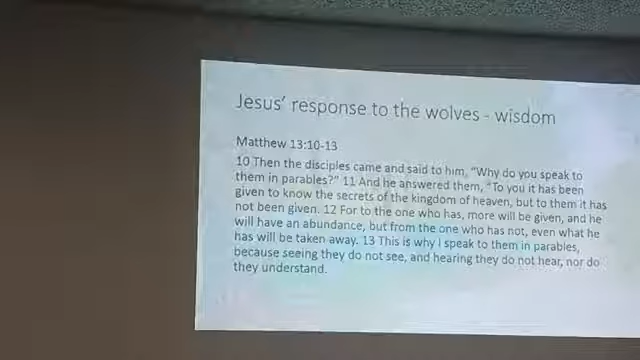 Jesus' response to the wolves - wisdom
Matthew 13:10-13
10 Then the disciples came and said to him, "Why do you speak to
them in parables?" 11 And he answered them, "To you it has been
given to know the secrets of the kingdom of heaven, but to them it has
not been given. 12 For to the one who has, more will be given, and he
will have an abundance, but from the one who has not, even what he
has will be taken away. 13 This is why I speak to them in parables,
because seeing they do not see, and hearing they do not hear, nor do
they understand.